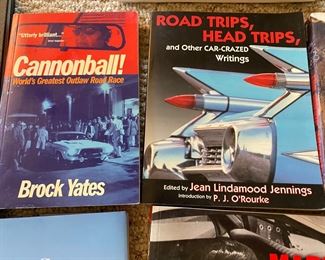 "Utterly brilliant..."
Cannonball!
World's Greatest Outlaw Road Race
Brock Yates
ROAD TRIPS,
HEAD TRIPS,
and Other CAR-CRAZED
Writings
Edited by Jean Lindamood Jennings
Introduction by P. J. O'Rourke